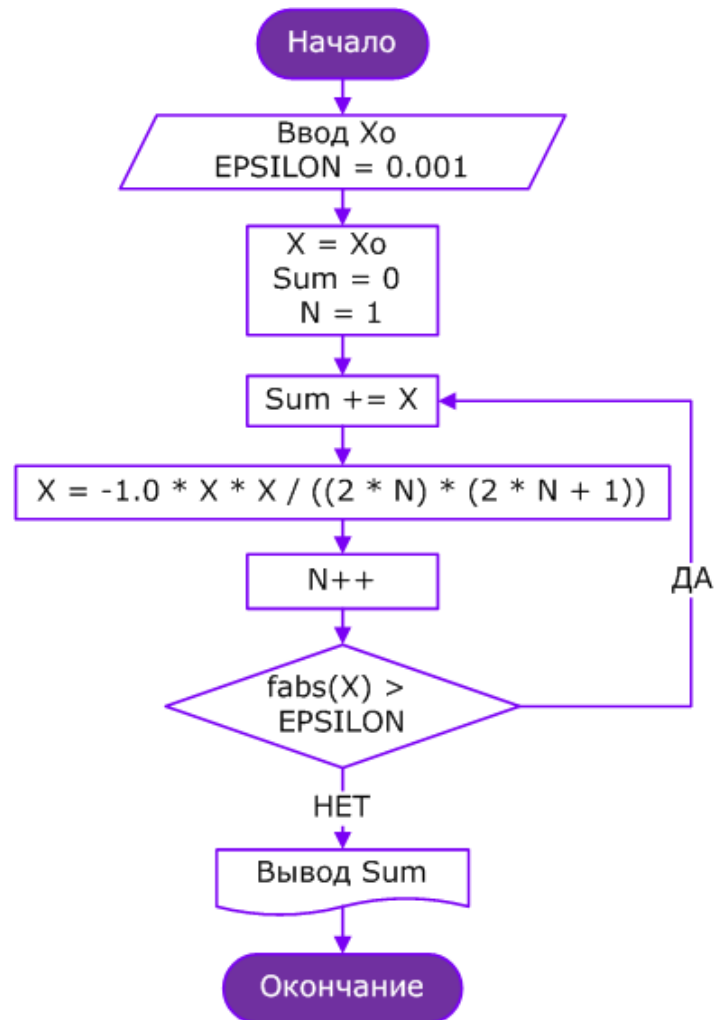 Начало
Ввод Xo
EPSILON = 0.001
X = Xo
Sum = 0
N = 1
Sum += X
X = -1.0 * X * X / ((2 * N) * (2 * N + 1))
N++
ДА
fabs(X) >
EPSILON
НЕТ
Вывод Sum
Окончание